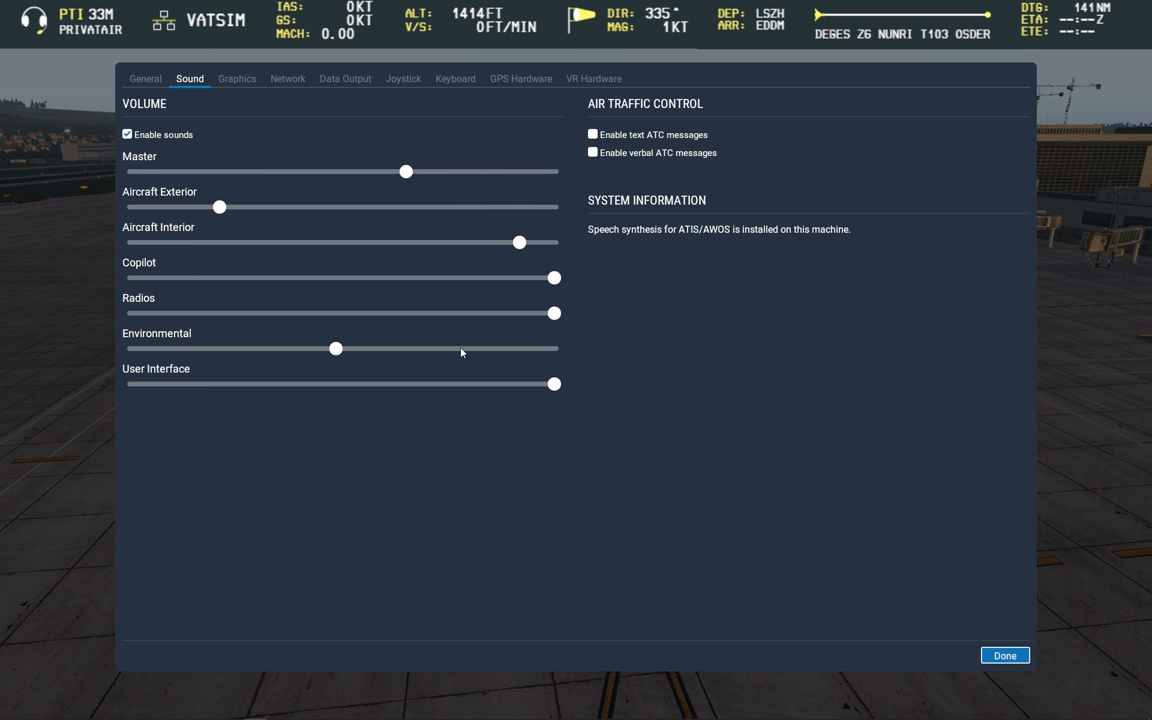 PTI 33M
PRIVATAIR
VATSIM
IAS: 0KT
GS: 0KT
MACH: 0.00
ALT: 1414FT
V/S: 0FT/MIN
DIR: 335°
MAG: 1KT
DEP: LSZH
ARR: EDDM
DEGES Z6 NUNRI T103 OSDER
DTG: 141NM
ETA: --:--Z
ETE: --:--
General Sound Graphics Network Data Output Joystick Keyboard GPS Hardware VR Hardware
VOLUME
Enable sounds
Master
Aircraft Exterior
Aircraft Interior
Copilot
Radios
Environmental
User Interface
AIR TRAFFIC CONTROL
Enable text ATC messages
Enable verbal ATC messages
SYSTEM INFORMATION
Speech synthesis for ATIS/AWOS is installed on this machine.
Done